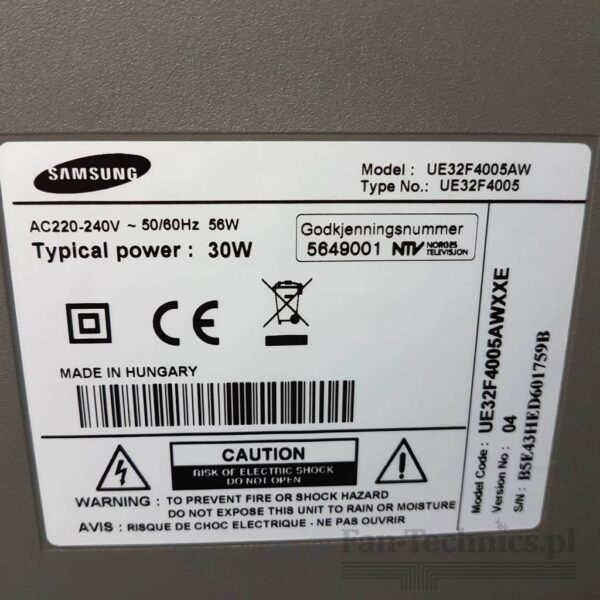 SAMSUNG
Model : UE32F4005AW
Type No.: UE32F4005
AC220-240V ~ 50/60Hz 56W
Typical power : 30W
Godkjenningsnummer
5649001 NTV NORGES TELEVISJON
MADE IN HUNGARY
CAUTION
RISK OF ELECTRIC SHOCK
DO NOT OPEN
WARNING : TO PREVENT FIRE OR SHOCK HAZARD
DO NOT EXPOSE THIS UNIT TO RAIN OR MOISTURE
AVIS : RISQUE DE CHOC ELECTRIQUE - NE PAS OUVRIR
Model Code : UE32F4005AWXXE
Version No : 04
S/N : B5E43HED601759B
Fan-Technics.pl